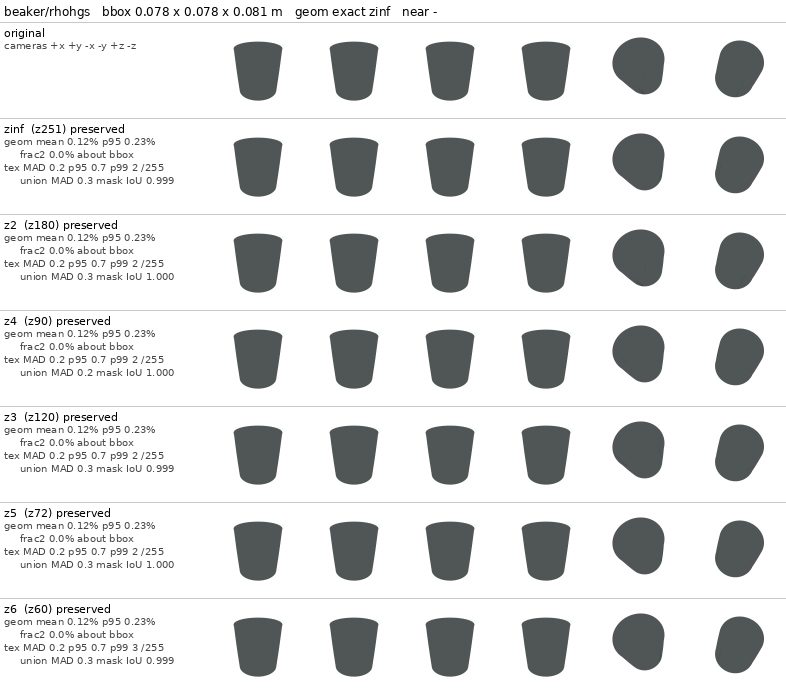 beaker/rhohgs   bbox 0.078 x 0.078 x 0.081 m   geom exact zinf   near -
original
cameras +x +y -x -y +z -z
zinf  (z251) preserved
geom mean 0.12% p95 0.23%
frac2 0.0% about bbox
tex MAD 0.2 p95 0.7 p99 2 /255
union MAD 0.3 mask IoU 0.999
z2  (z180) preserved
geom mean 0.12% p95 0.23%
frac2 0.0% about bbox
tex MAD 0.2 p95 0.7 p99 2 /255
union MAD 0.3 mask IoU 1.000
z4  (z90) preserved
geom mean 0.12% p95 0.23%
frac2 0.0% about bbox
tex MAD 0.2 p95 0.7 p99 2 /255
union MAD 0.2 mask IoU 1.000
z3  (z120) preserved
geom mean 0.12% p95 0.23%
frac2 0.0% about bbox
tex MAD 0.2 p95 0.7 p99 2 /255
union MAD 0.3 mask IoU 0.999
z5  (z72) preserved
geom mean 0.12% p95 0.23%
frac2 0.0% about bbox
tex MAD 0.2 p95 0.7 p99 2 /255
union MAD 0.3 mask IoU 1.000
z6  (z60) preserved
geom mean 0.12% p95 0.23%
frac2 0.0% about bbox
tex MAD 0.2 p95 0.7 p99 3 /255
union MAD 0.3 mask IoU 0.999